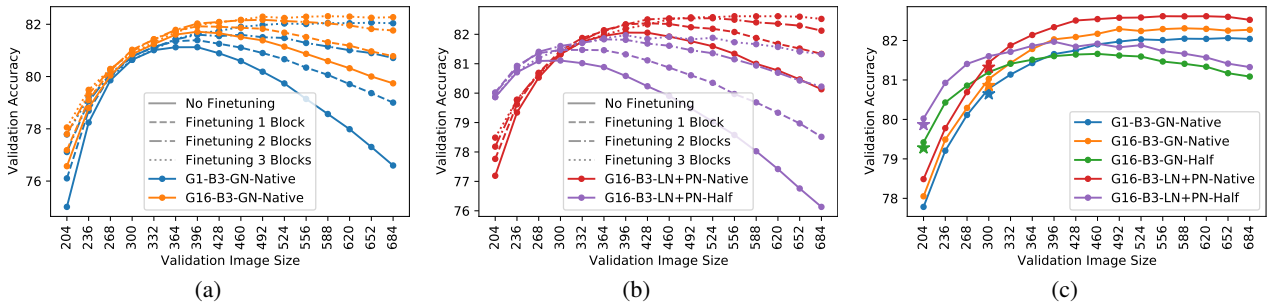 Validation Accuracy
82
80
78
76
No Finetuning
Finetuning 1 Block
Finetuning 2 Blocks
Finetuning 3 Blocks
G1-B3-GN-Native
G16-B3-GN-Native
204 236 268 300 332 364 396 428 460 492 524 556 588 620 652 684
Validation Image Size
(a)
Validation Accuracy
82
81
80
79
78
77
76
No Finetuning
Finetuning 1 Block
Finetuning 2 Blocks
Finetuning 3 Blocks
G16-B3-LN+PN-Native
G16-B3-LN+PN-Half
204 236 268 300 332 364 396 428 460 492 524 556 588 620 652 684
Validation Image Size
(b)
Validation Accuracy
82
81
80
79
78
G1-B3-GN-Native
G16-B3-GN-Native
G16-B3-GN-Half
G16-B3-LN+PN-Native
G16-B3-LN+PN-Half
204 236 268 300 332 364 396 428 460 492 524 556 588 620 652 684
Validation Image Size
(c)